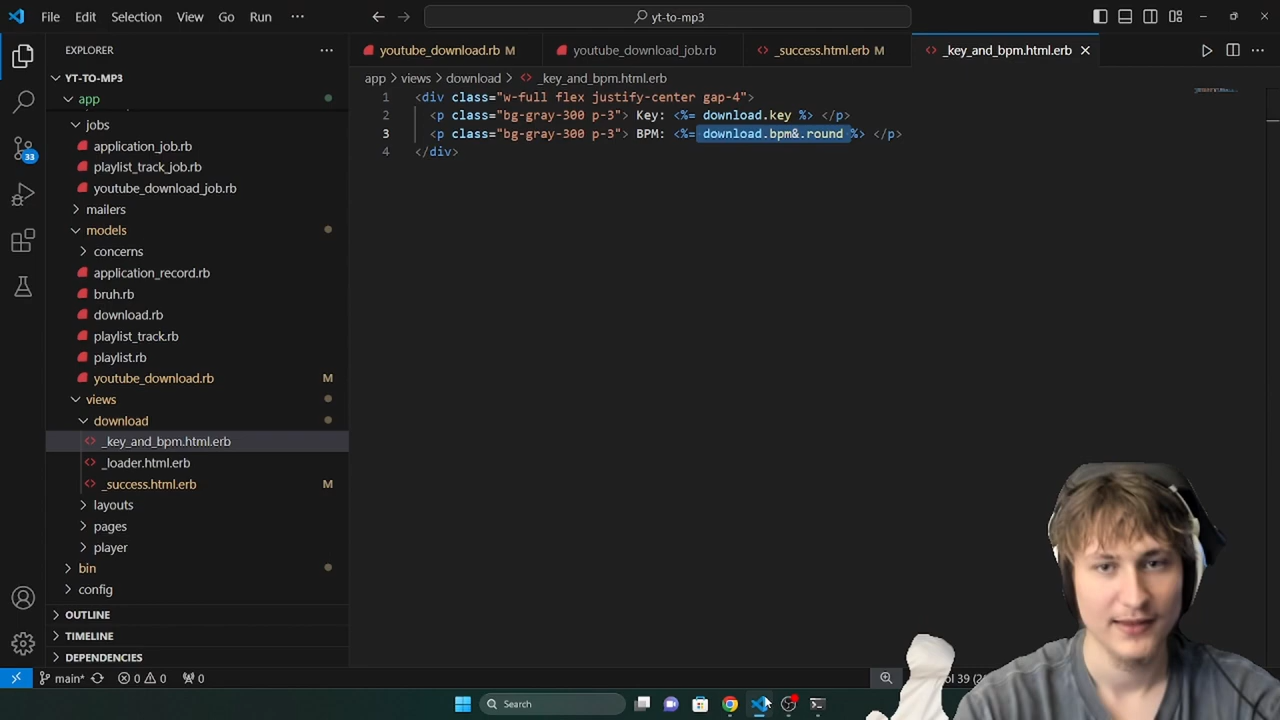 File Edit Selection View Go Run ··· yt-to-mp3
EXPLORER ···
YT-TO-MP3
app
jobs
application_job.rb
playlist_track_job.rb
youtube_download_job.rb
mailers
models
concerns
application_record.rb
bruh.rb
download.rb
playlist_track.rb
playlist.rb
youtube_download.rb M
views
download
_key_and_bpm.html.erb
_loader.html.erb
_success.html.erb M
layouts
pages
player
bin
config
OUTLINE
TIMELINE
DEPENDENCIES
33
youtube_download.rb M youtube_download_job.rb _success.html.erb M _key_and_bpm.html.erb
app > views > download > _key_and_bpm.html.erb
1 <div class="w-full flex justify-center gap-4">
2 <p class="bg-gray-300 p-3"> Key: <%= download.key %> </p>
3 <p class="bg-gray-300 p-3"> BPM: <%= download.bpm&.round %> </p>
4 </div>
main* 0 0 0 Col 39
Search